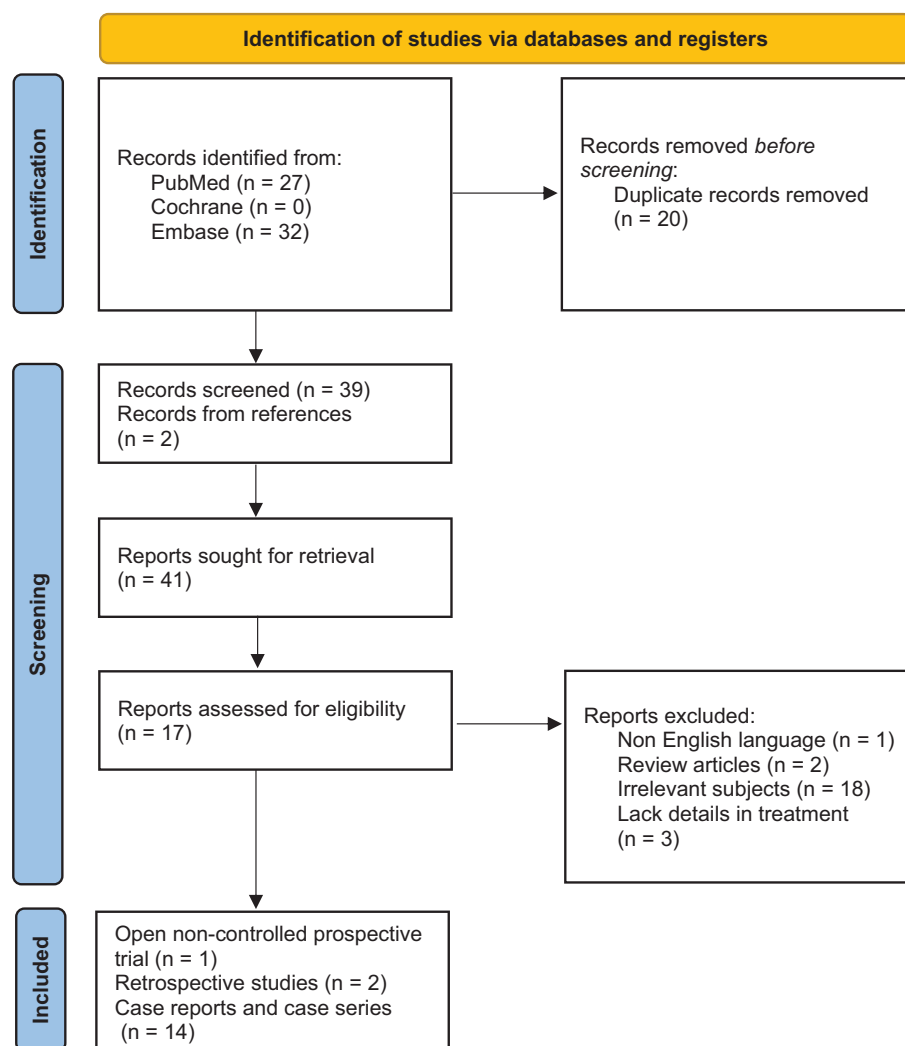 Identification of studies via databases and registers
Identification
Records identified from:
PubMed (n = 27)
Cochrane (n = 0)
Embase (n = 32)
Records removed before
screening:
Duplicate records removed
(n = 20)
Screening
Records screened (n = 39)
Records from references
(n = 2)
Reports sought for retrieval
(n = 41)
Reports assessed for eligibility
(n = 17)
Reports excluded:
Non English language (n = 1)
Review articles (n = 2)
Irrelevant subjects (n = 18)
Lack details in treatment
(n = 3)
Included
Open non-controlled prospective
trial (n = 1)
Retrospective studies (n = 2)
Case reports and case series
(n = 14)